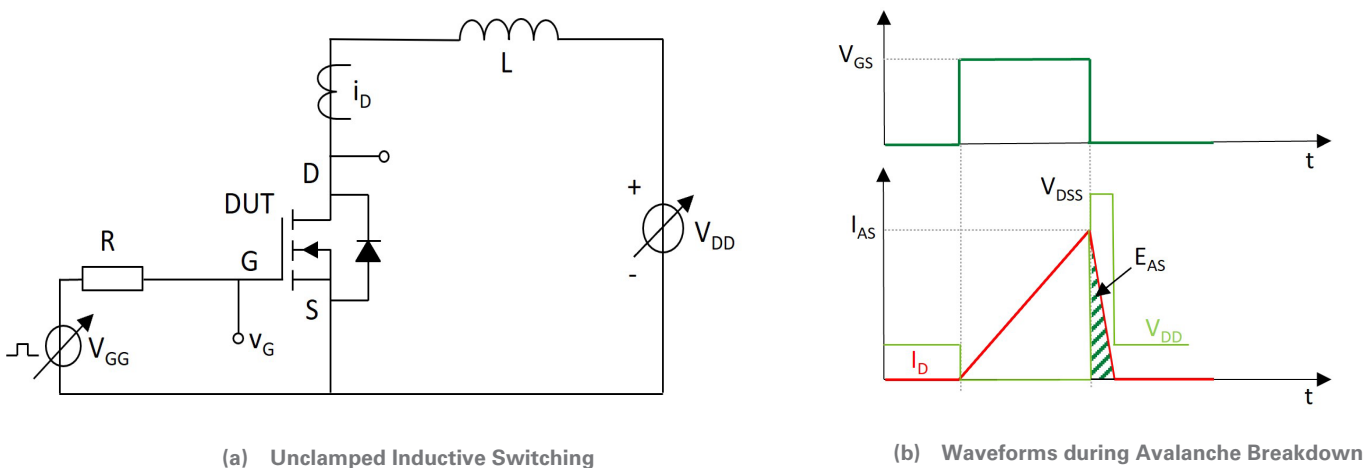 L
i_D
D
DUT
R
G
S
V_GG
v_G
+
-
V_DD
(a) Unclamped Inductive Switching
V_GS
t
V_DSS
I_AS
E_AS
V_DD
I_D
t
(b) Waveforms during Avalanche Breakdown